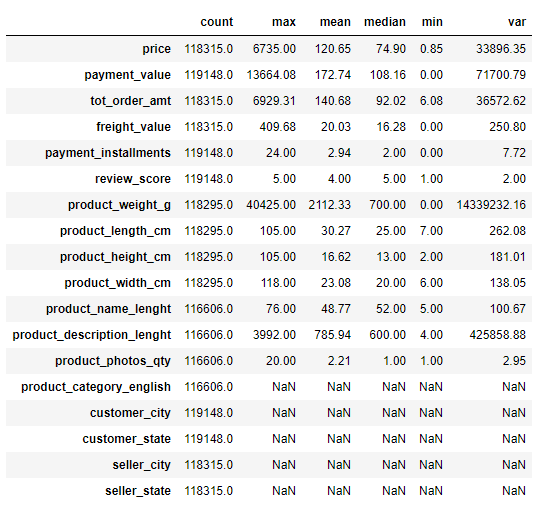 count max mean median min var
price 118315.0 6735.00 120.65 74.90 0.85 33896.35
payment_value 119148.0 13664.08 172.74 108.16 0.00 71700.79
tot_order_amt 118315.0 6929.31 140.68 92.02 6.08 36572.62
freight_value 118315.0 409.68 20.03 16.28 0.00 250.80
payment_installments 119148.0 24.00 2.94 2.00 0.00 7.72
review_score 119148.0 5.00 4.00 5.00 1.00 2.00
product_weight_g 118295.0 40425.00 2112.33 700.00 0.00 14339232.16
product_length_cm 118295.0 105.00 30.27 25.00 7.00 262.08
product_height_cm 118295.0 105.00 16.62 13.00 2.00 181.01
product_width_cm 118295.0 118.00 23.08 20.00 6.00 138.05
product_name_lenght 116606.0 76.00 48.77 52.00 5.00 100.67
product_description_lenght 116606.0 3992.00 785.94 600.00 4.00 425858.88
product_photos_qty 116606.0 20.00 2.21 1.00 1.00 2.95
product_category_english 116606.0 NaN NaN NaN NaN NaN
customer_city 119148.0 NaN NaN NaN NaN NaN
customer_state 119148.0 NaN NaN NaN NaN NaN
seller_city 118315.0 NaN NaN NaN NaN NaN
seller_state 118315.0 NaN NaN NaN NaN NaN